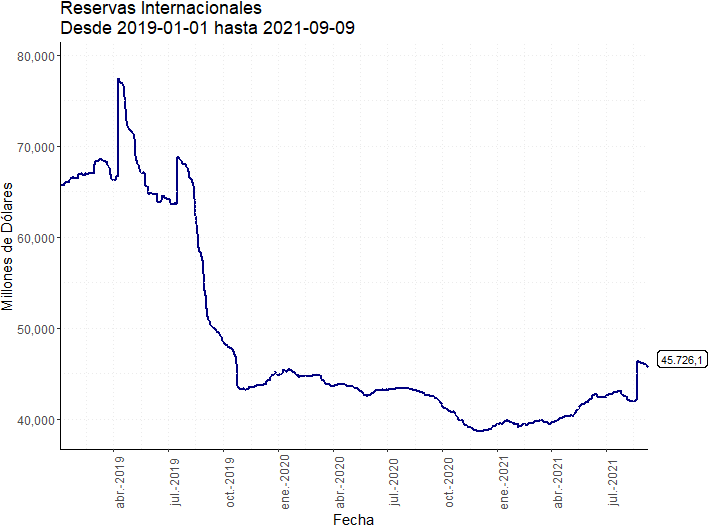 Reservas Internacionales
Desde 2019-01-01 hasta 2021-09-09
80,000
70,000
60,000
50,000
40,000
Millones de Dólares
45.726,1
abr.-2019
jul.-2019
oct.-2019
ene.-2020
abr.-2020
jul.-2020
oct.-2020
ene.-2021
abr.-2021
jul.-2021
Fecha